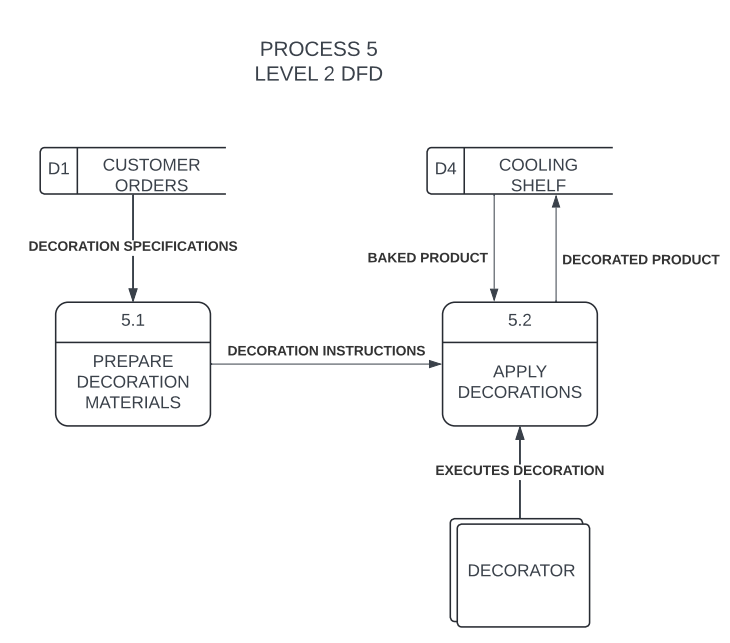 PROCESS 5
LEVEL 2 DFD
D1
CUSTOMER
ORDERS
D4
COOLING
SHELF
DECORATION SPECIFICATIONS
BAKED PRODUCT
DECORATED PRODUCT
5.1
PREPARE
DECORATION
MATERIALS
DECORATION INSTRUCTIONS
5.2
APPLY
DECORATIONS
EXECUTES DECORATION
DECORATOR